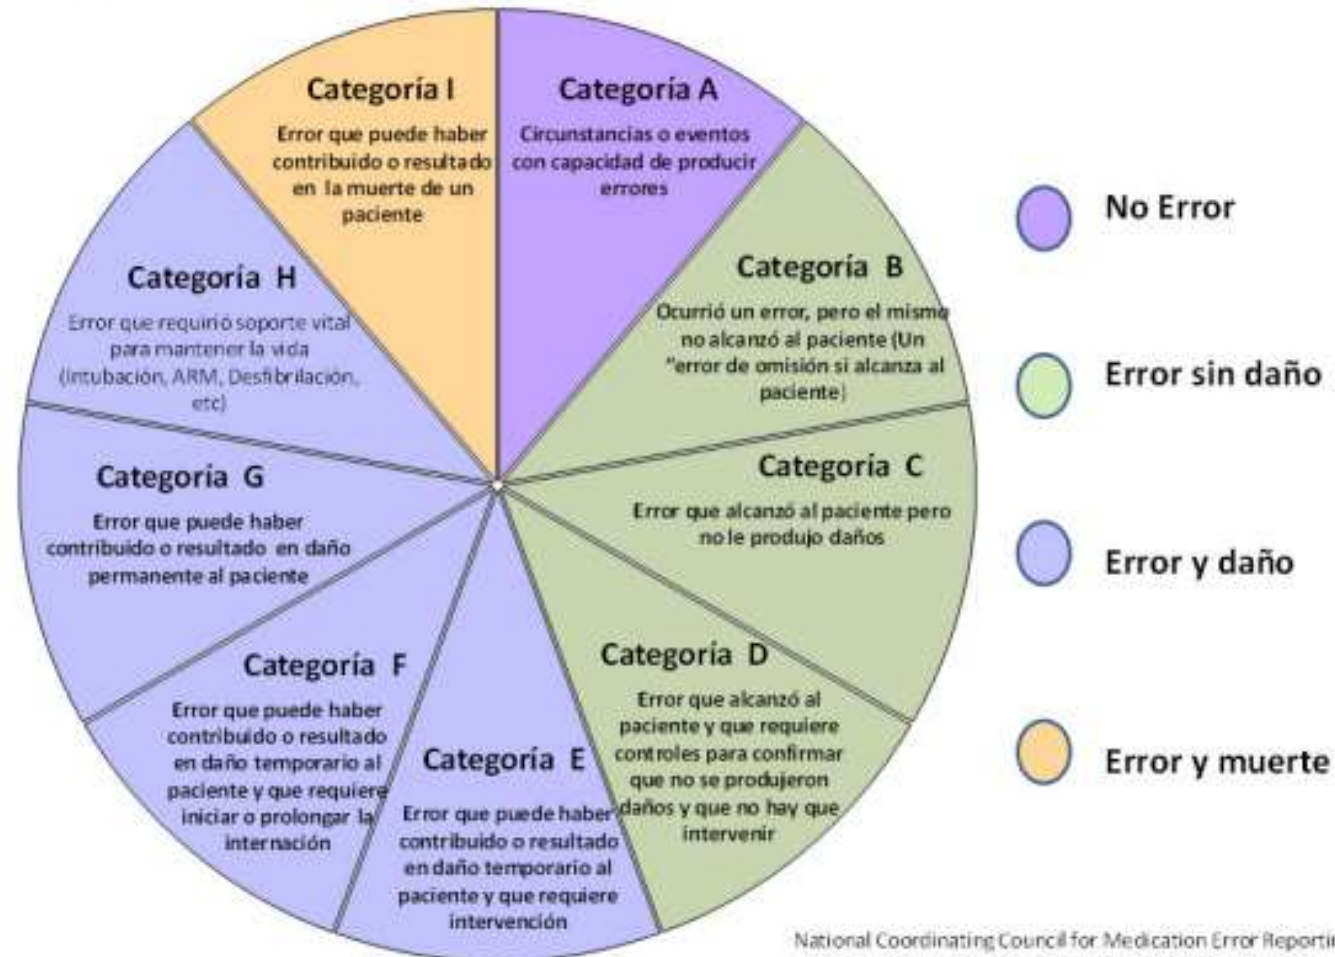 Categoría I
Error que puede haber
contribuido o resultado
en la muerte de un
paciente
Categoría A
Circunstancias o eventos
con capacidad de producir
errores
Categoría B
Ocurrió un error, pero el mismo
no alcanzó al paciente (Un
"error de omisión si alcanza al
paciente)
Categoría C
Error que alcanzó al paciente pero
no le produjo daños
Categoría D
Error que alcanzó al
paciente y que requiere
controles para confirmar
que no se produjeron
daños y que no hay que
intervenir
Categoría E
Error que puede haber
contribuido o resultado
en daño temporario al
paciente y que requiere
intervención
Categoría F
Error que puede haber
contribuido o resultado
en daño temporario al
paciente y que requiere
iniciar o prolongar la
internación
Categoría G
Error que puede haber
contribuido o resultado en daño
permanente al paciente
Categoría H
Error que requirió soporte vital
para mantener la vida
(Intubación, ARM, Desfibrilación,
etc)
No Error
Error sin daño
Error y daño
Error y muerte
National Coordinating Council for Medication Error